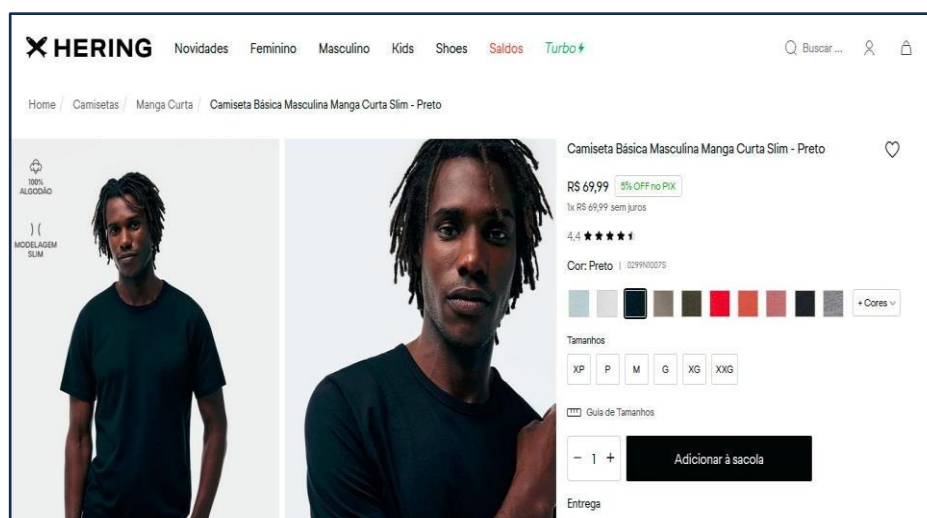 HERING Novidades Feminino Masculino Kids Shoes Saldos Turbo Buscar ...
Home / Camisetas / Manga Curta / Camiseta Básica Masculina Manga Curta Slim - Preto
100%
ALGODÃO
MODELAGEM
SLIM
Camiseta Básica Masculina Manga Curta Slim - Preto
R$ 69,99 5% OFF no PIX
1x R$ 69,99 sem juros
4,4
Cor: Preto | 0299N1007S
+ Cores
Tamanhos
XP P M G XG XXG
Guia de Tamanhos
- 1 + Adicionar à sacola
Entrega